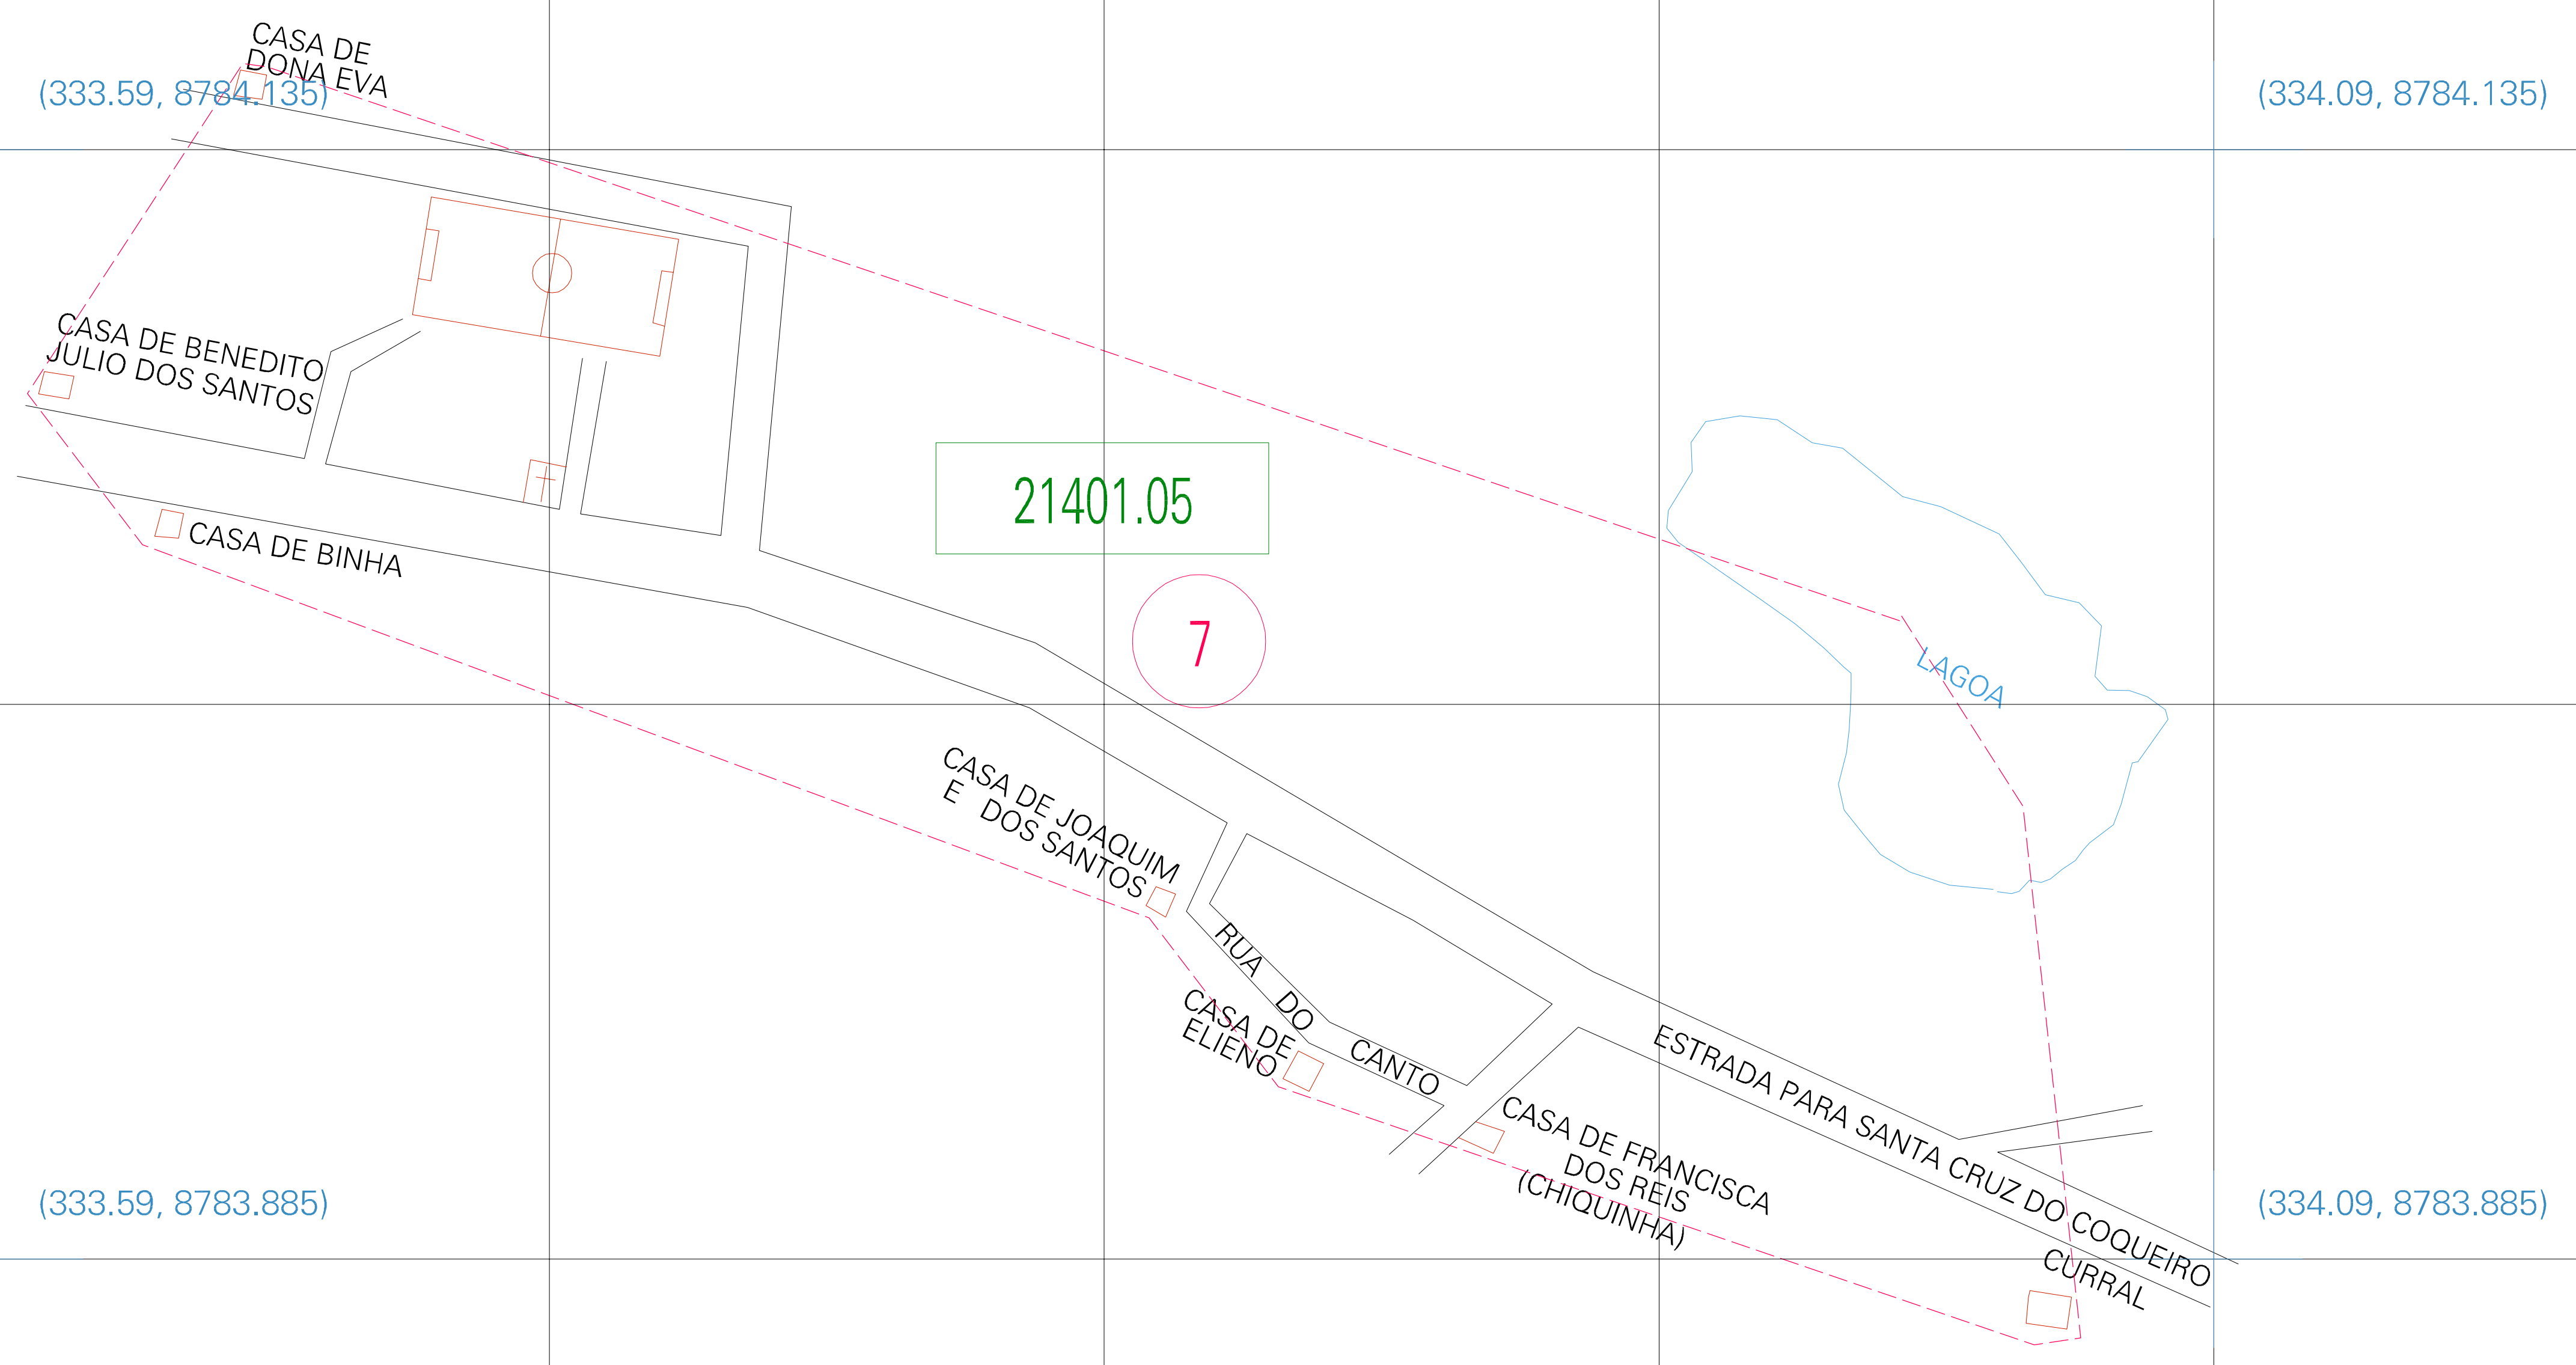 CASA DE
DONA EVA
(333.59, 8784.135)
(334.09, 8784.135)
CASA DE BENEDITO
JULIO DOS SANTOS
CASA DE BINHA
21401.05
7
LAGOA
CASA DE JOAQUIM
E DOS SANTOS
RUA DO CANTO
CASA DE
ELIENO
ESTRADA PARA SANTA CRUZ DO COQUEIRO
CASA DE FRANCISCA
DOS REIS
(CHIQUINHA)
(333.59, 8783.885)
(334.09, 8783.885)
CURRAL